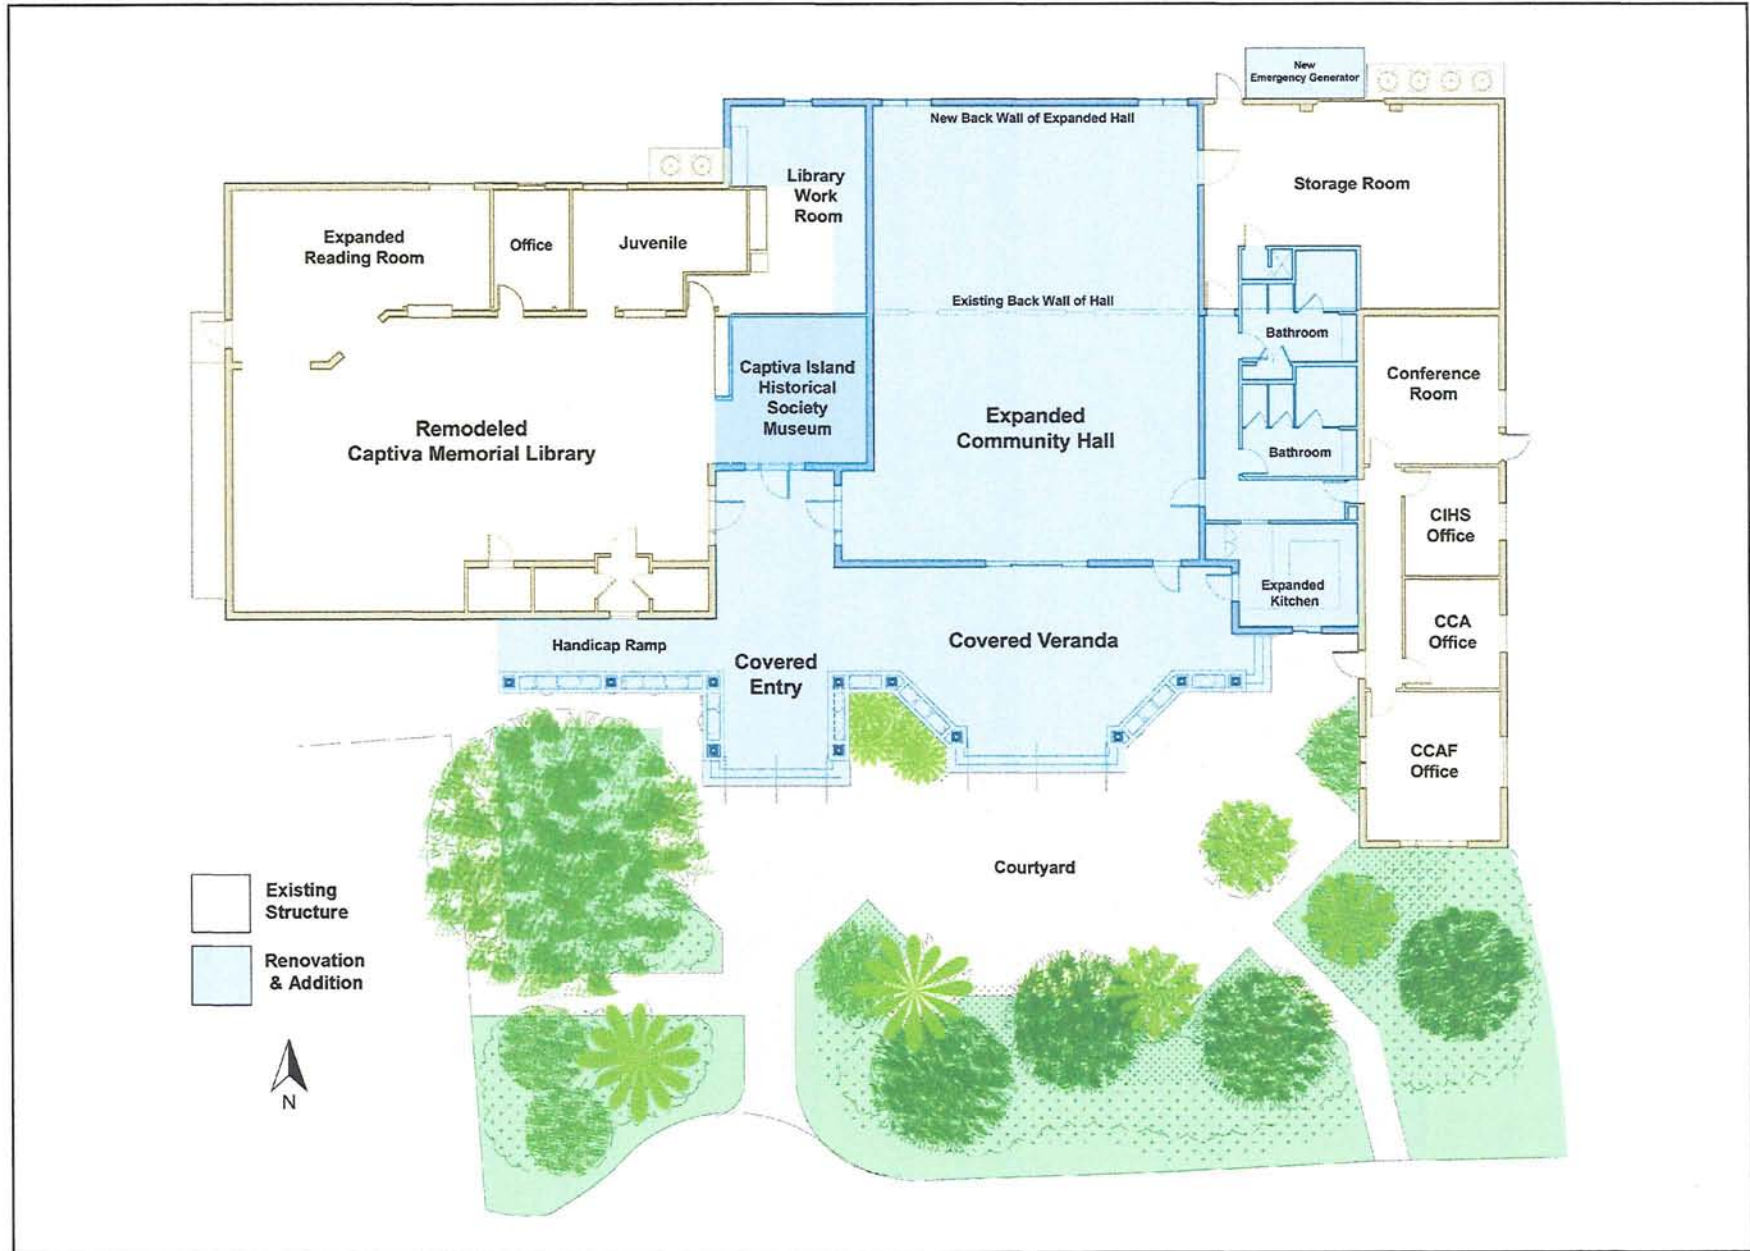 New
Emergency Generator
New Back Wall of Expanded Hall
Library
Work
Room
Storage Room
Expanded
Reading Room
Office
Juvenile
Existing Back Wall of Hall
Bathroom
Captiva Island
Historical
Society
Museum
Conference
Room
Remodeled
Captiva Memorial Library
Expanded
Community Hall
Bathroom
CIHS
Office
Expanded
Kitchen
CCA
Office
Handicap Ramp
Covered
Entry
Covered Veranda
CCAF
Office
Courtyard
Existing
Structure
Renovation
& Addition
N